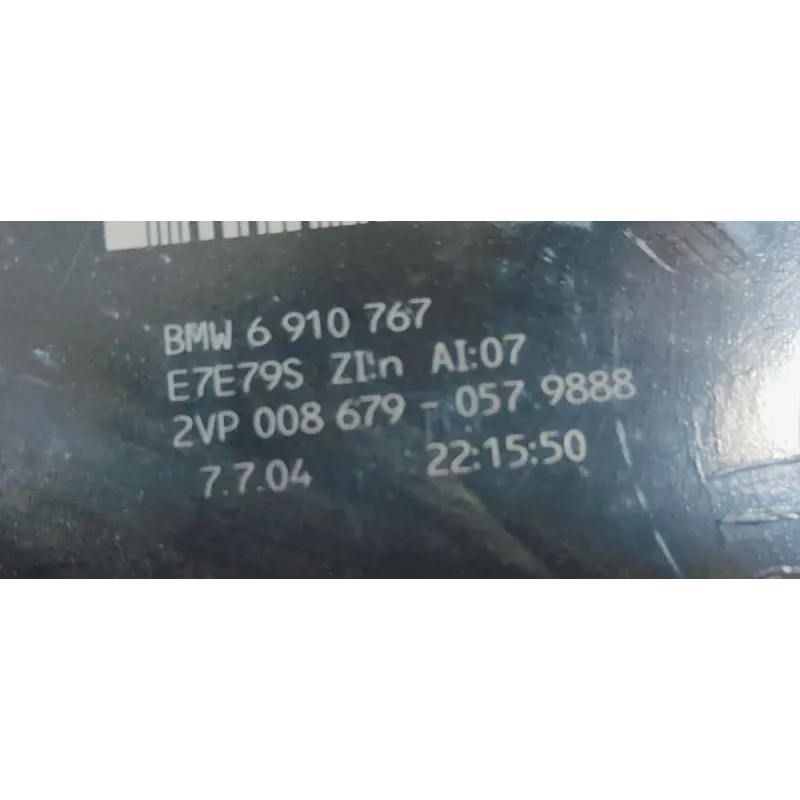 BMW 6 910 767
E7E79S ZI:n AI:07
2VP 008 679 - 057 9888
7.7.04 22:15:50